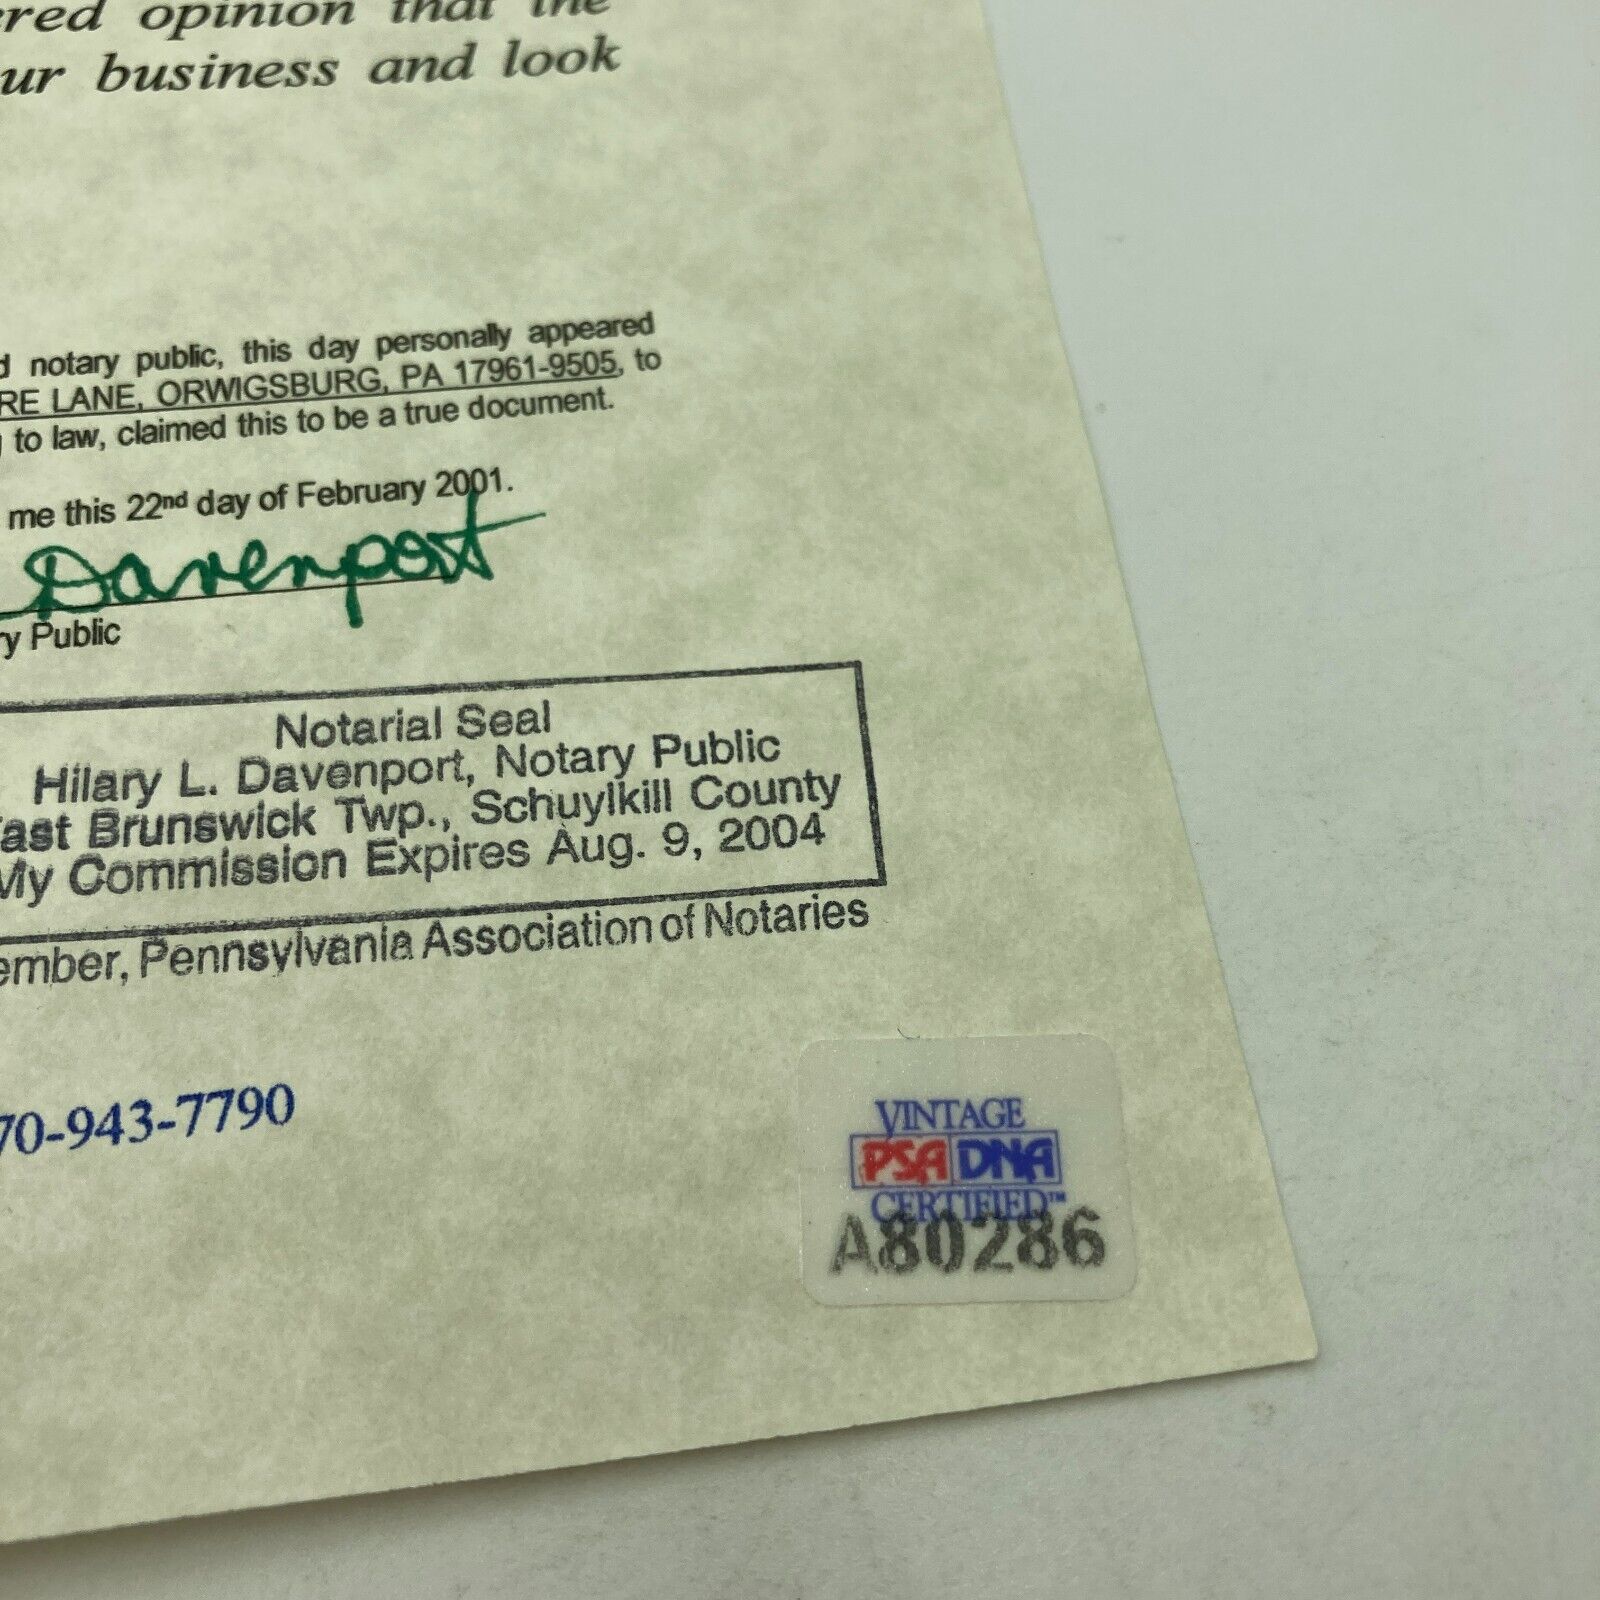 ered opinion that the
ur business and look
d notary public, this day personally appeared
RE LANE, ORWIGSBURG, PA 17961-9505, to
g to law, claimed this to be a true document.
me this 22nd day of February 2001.
Davenport
ry Public
Notarial Seal
Hilary L. Davenport, Notary Public
East Brunswick Twp., Schuylkill County
My Commission Expires Aug. 9, 2004
ember, Pennsylvania Association of Notaries
70-943-7790
VINTAGE
PSA DNA
CERTIFIED™
A80286